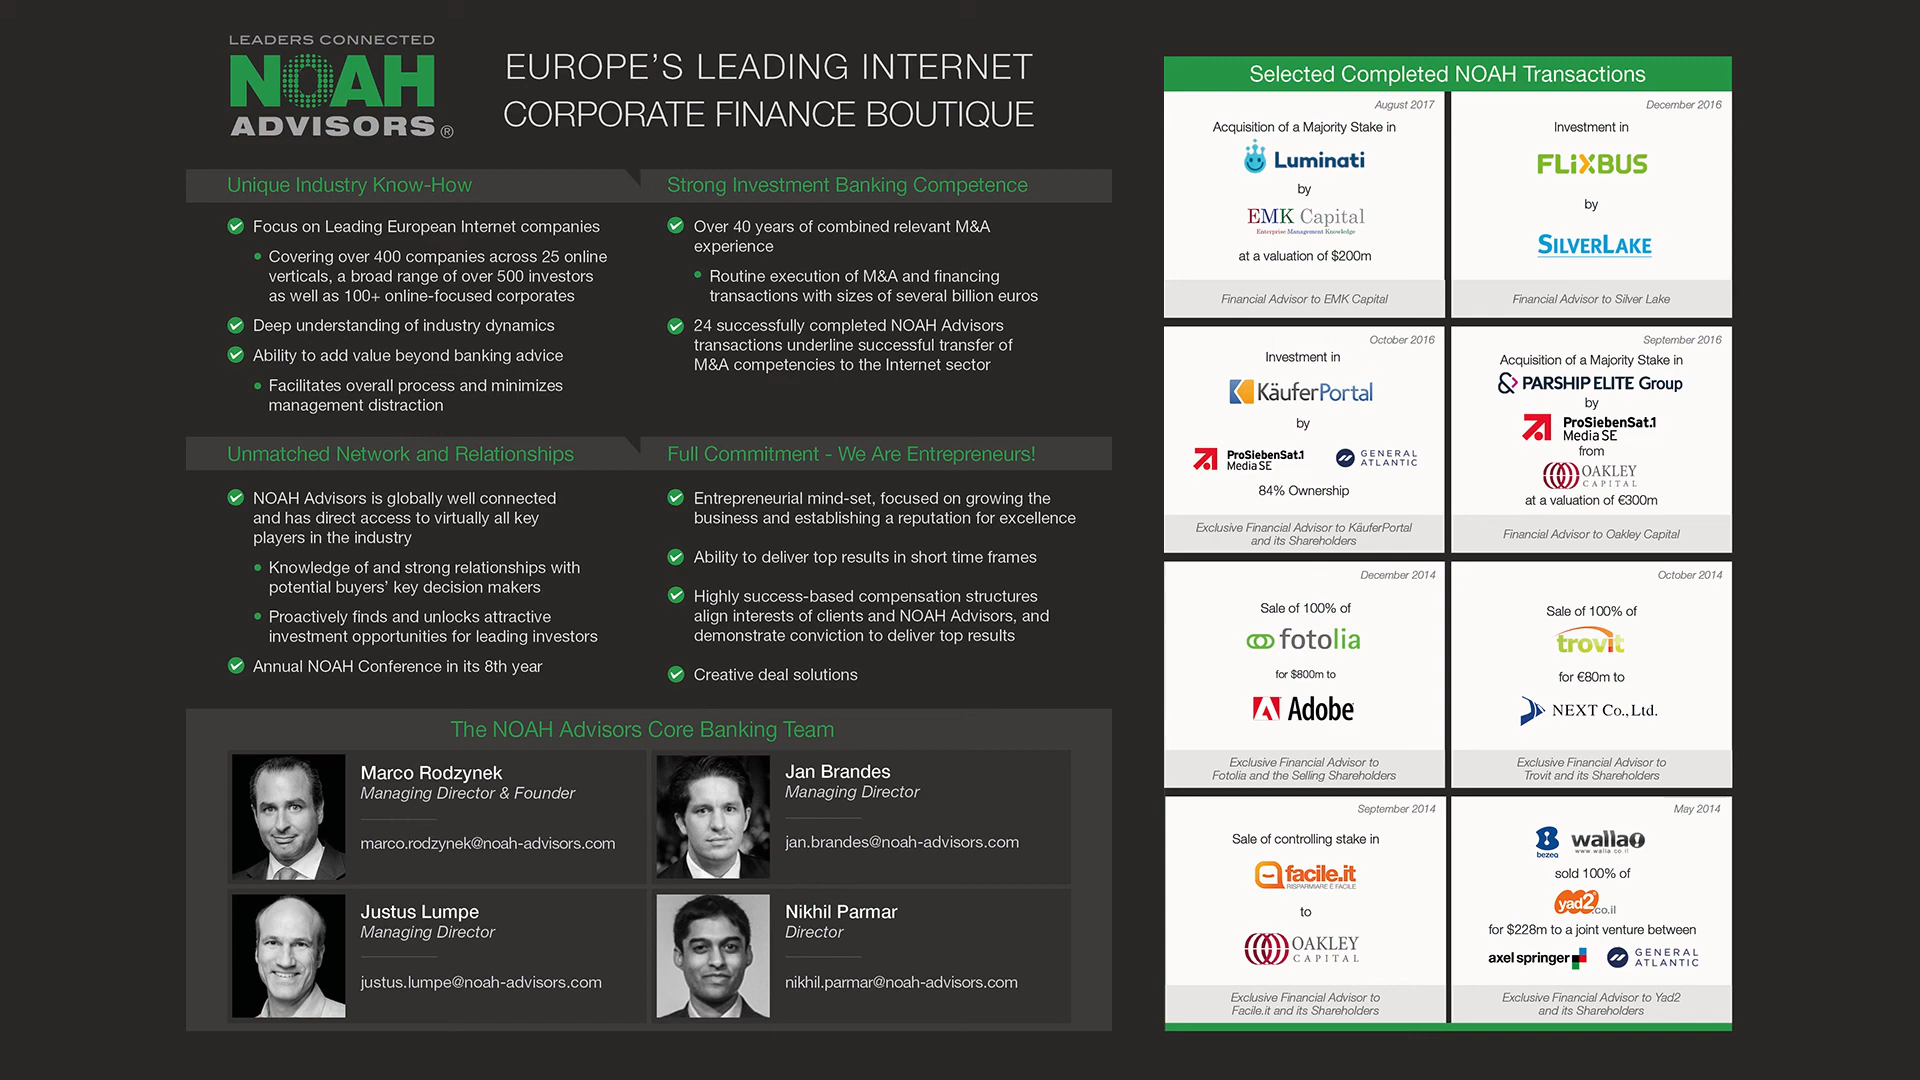 LEADERS CONNECTED
NOAH
ADVISORS ®
EUROPE'S LEADING INTERNET
CORPORATE FINANCE BOUTIQUE
Unique Industry Know-How
Focus on Leading European Internet companies
Covering over 400 companies across 25 online
verticals, a broad range of over 500 investors
as well as 100+ online-focused corporates
Deep understanding of industry dynamics
Ability to add value beyond banking advice
Facilitates overall process and minimizes
management distraction
Strong Investment Banking Competence
Over 40 years of combined relevant M&A
experience
Routine execution of M&A and financing
transactions with sizes of several billion euros
24 successfully completed NOAH Advisors
transactions underline successful transfer of
M&A competencies to the Internet sector
Unmatched Network and Relationships
NOAH Advisors is globally well connected
and has direct access to virtually all key
players in the industry
Knowledge of and strong relationships with
potential buyers' key decision makers
Proactively finds and unlocks attractive
investment opportunities for leading investors
Annual NOAH Conference in its 8th year
Full Commitment - We Are Entrepreneurs!
Entrepreneurial mind-set, focused on growing the
business and establishing a reputation for excellence
Ability to deliver top results in short time frames
Highly success-based compensation structures
align interests of clients and NOAH Advisors, and
demonstrate conviction to deliver top results
Creative deal solutions
The NOAH Advisors Core Banking Team
Marco Rodzynek
Managing Director & Founder
marco.rodzynek@noah-advisors.com
Jan Brandes
Managing Director
jan.brandes@noah-advisors.com
Justus Lumpe
Managing Director
justus.lumpe@noah-advisors.com
Nikhil Parmar
Director
nikhil.parmar@noah-advisors.com
Selected Completed NOAH Transactions
August 2017
Acquisition of a Majority Stake in
Luminati
by
EMK Capital
Enterprise Management Knowledge
at a valuation of $200m
Financial Advisor to EMK Capital
December 2016
Investment in
FLiXBUS
by
SILVERLAKE
Financial Advisor to Silver Lake
October 2016
Investment in
KäuferPortal
by
ProSiebenSat.1
Media SE
GENERAL
ATLANTIC
84% Ownership
Exclusive Financial Advisor to KäuferPortal
and its Shareholders
September 2016
Acquisition of a Majority Stake in
PARSHIP ELITE Group
by
ProSiebenSat.1
Media SE
from
OAKLEY
CAPITAL
at a valuation of €300m
Financial Advisor to Oakley Capital
December 2014
Sale of 100% of
fotolia
for $800m to
Adobe
Exclusive Financial Advisor to
Fotolia and the Selling Shareholders
October 2014
Sale of 100% of
trovit
for €80m to
NEXT Co., Ltd.
Exclusive Financial Advisor to
Trovit and its Shareholders
September 2014
Sale of controlling stake in
facile.it
RISPARMIARE È FACILE
to
OAKLEY
CAPITAL
Exclusive Financial Advisor to
Facile.it and its Shareholders
May 2014
bezeq
walla!
www.walla.co.il
sold 100% of
yad2.co.il
for $228m to a joint venture between
axel springer
GENERAL
ATLANTIC
Exclusive Financial Advisor to Yad2
and its Shareholders